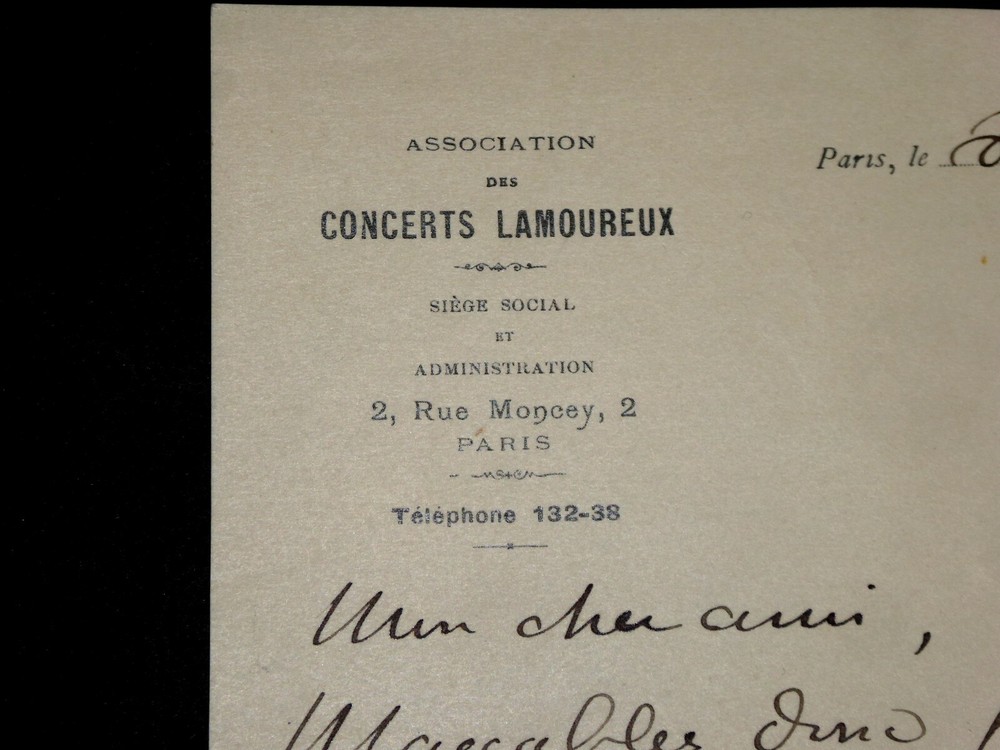 ASSOCIATION
DES
CONCERTS LAMOUREUX
Paris, le
SIÈGE SOCIAL
ET
ADMINISTRATION
2, Rue Moncey, 2
PARIS
Téléphone 132-38
Mon cher ami,
donc